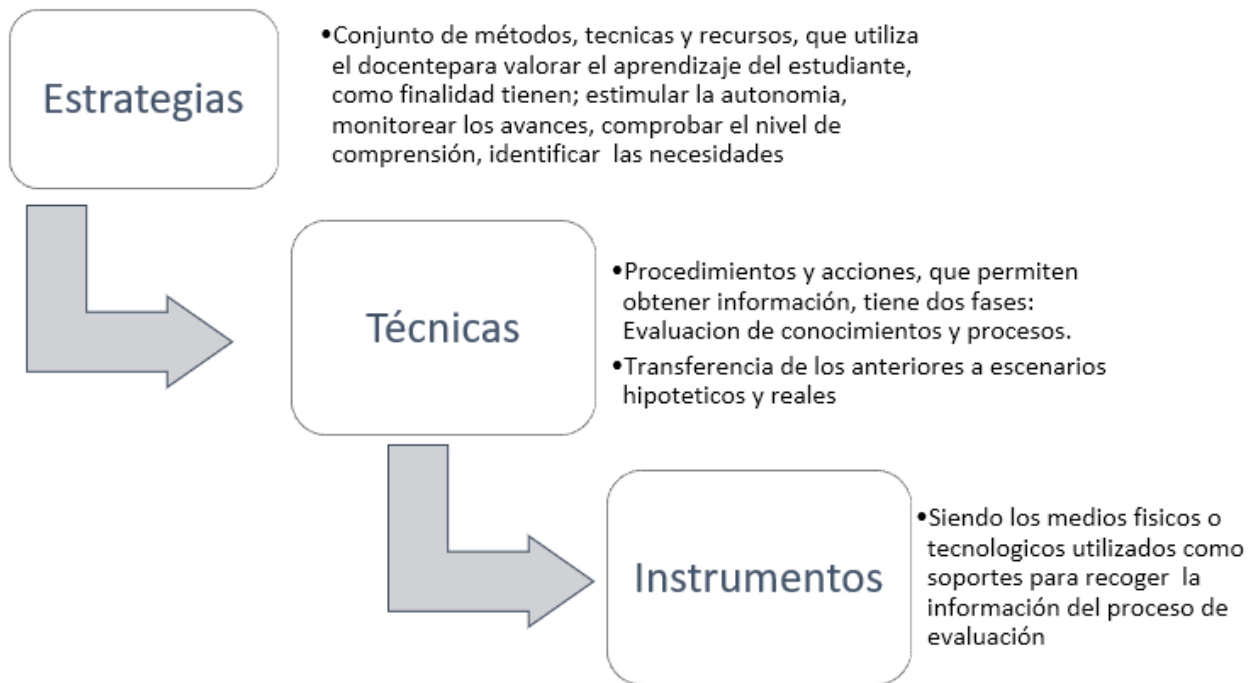 Estrategias
•Conjunto de métodos, tecnicas y recursos, que utiliza
el docentepara valorar el aprendizaje del estudiante,
como finalidad tienen; estimular la autonomia,
monitorear los avances, comprobar el nivel de
comprensión, identificar las necesidades
Técnicas
•Procedimientos y acciones, que permiten
obtener información, tiene dos fases:
Evaluacion de conocimientos y procesos.
•Transferencia de los anteriores a escenarios
hipoteticos y reales
Instrumentos
•Siendo los medios fisicos o
tecnologicos utilizados como
soportes para recoger la
información del proceso de
evaluación